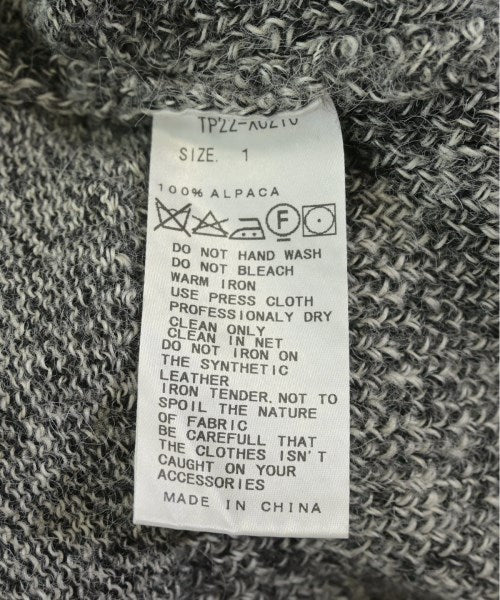 SIZE. 1
100% ALPACA
F
DO NOT HAND WASH
DO NOT BLEACH
WARM IRON
USE PRESS CLOTH
PROFESSIONALY DRY
CLEAN ONLY
CLEAN IN NET
DO NOT IRON ON
THE SYNTHETIC
LEATHER
IRON TENDER. NOT TO
SPOIL THE NATURE
OF FABRIC
BE CAREFULL THAT
THE CLOTHES ISN'T
CAUGHT ON YOUR
ACCESSORIES
MADE IN CHINA